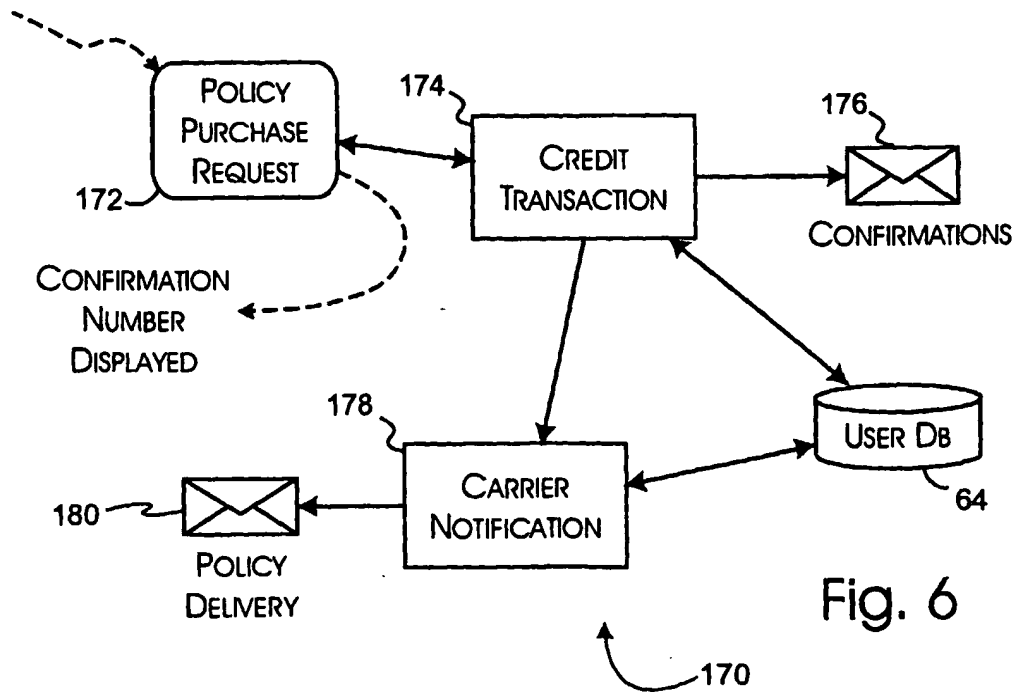 174
176
POLICY
PURCHASE
REQUEST
172
CREDIT
TRANSACTION
CONFIRMATIONS
CONFIRMATION
NUMBER
DISPLAYED
178
USER DB
64
CARRIER
NOTIFICATION
180
POLICY
DELIVERY
Fig. 6
170